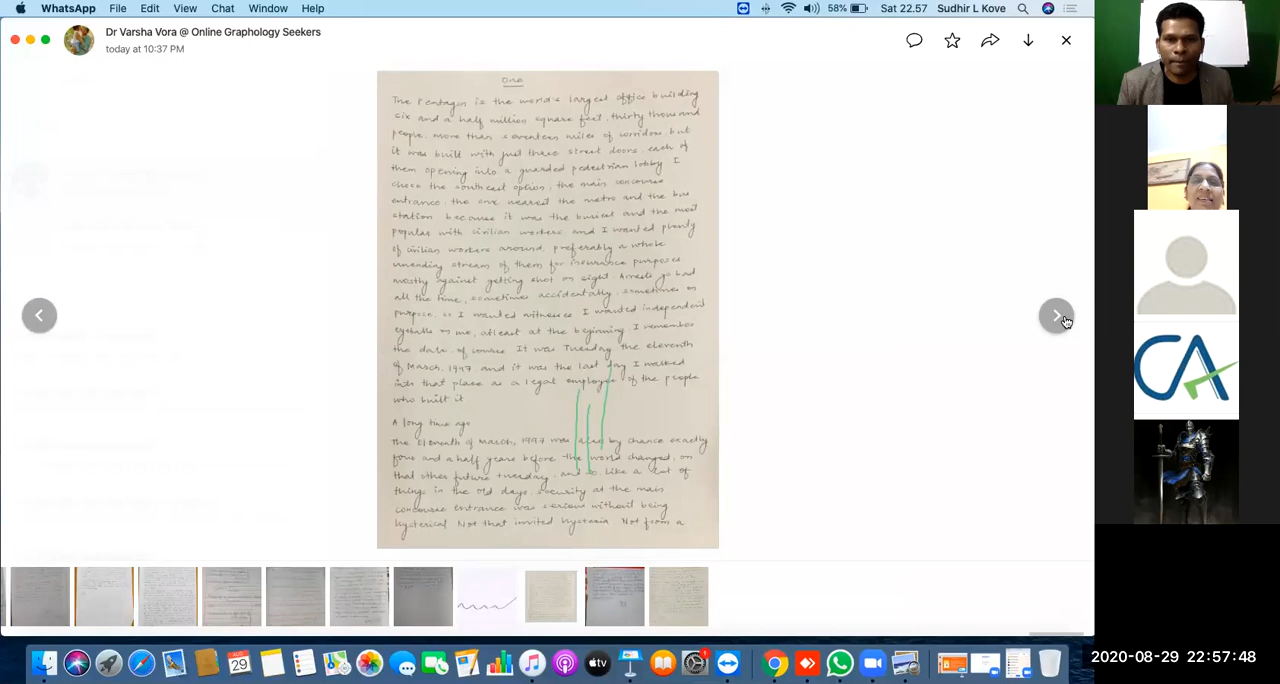 WhatsApp File Edit View Chat Window Help 58% Sat 22.57 Sudhir L Kove
Dr Varsha Vora @ Online Graphology Seekers
today at 10:37 PM
One
The Pentagon is the world's largest office building
six and a half million square feet, thirty thousand
people, more than seventeen miles of corridors but
it was built with just three street doors, each of
them opening into a guarded pedestrian lobby I
chose the southeast option, the main concourse
entrance, the one nearest the metro and the bus
station because it was the busiest and the most
popular with civilian workers and I wanted plenty
of civilian workers around, preferably a whole
unending stream of them for insurance purposes
mostly against getting shot on sight Arrests go bad
all the time, sometimes accidentally, sometimes on
purpose, so I wanted witnesses I wanted independent
eyeballs on me, atleast at the beginning I remember
the date, of course It was Tuesday the eleventh
of March, 1997 and it was the last day I walked
into that place as a legal employee of the people
who built it
A long time ago
The eleventh of March, 1997 was also by chance exactly
four and a half years before the world changed, on
that other future tuesday, and so like a lot of
things in the old days, security at the main
concourse entrance was serious without being
hysterical Not that invited hysteria Not from a
AUG
29
tv
1
CA
2020-08-29 22:57:48